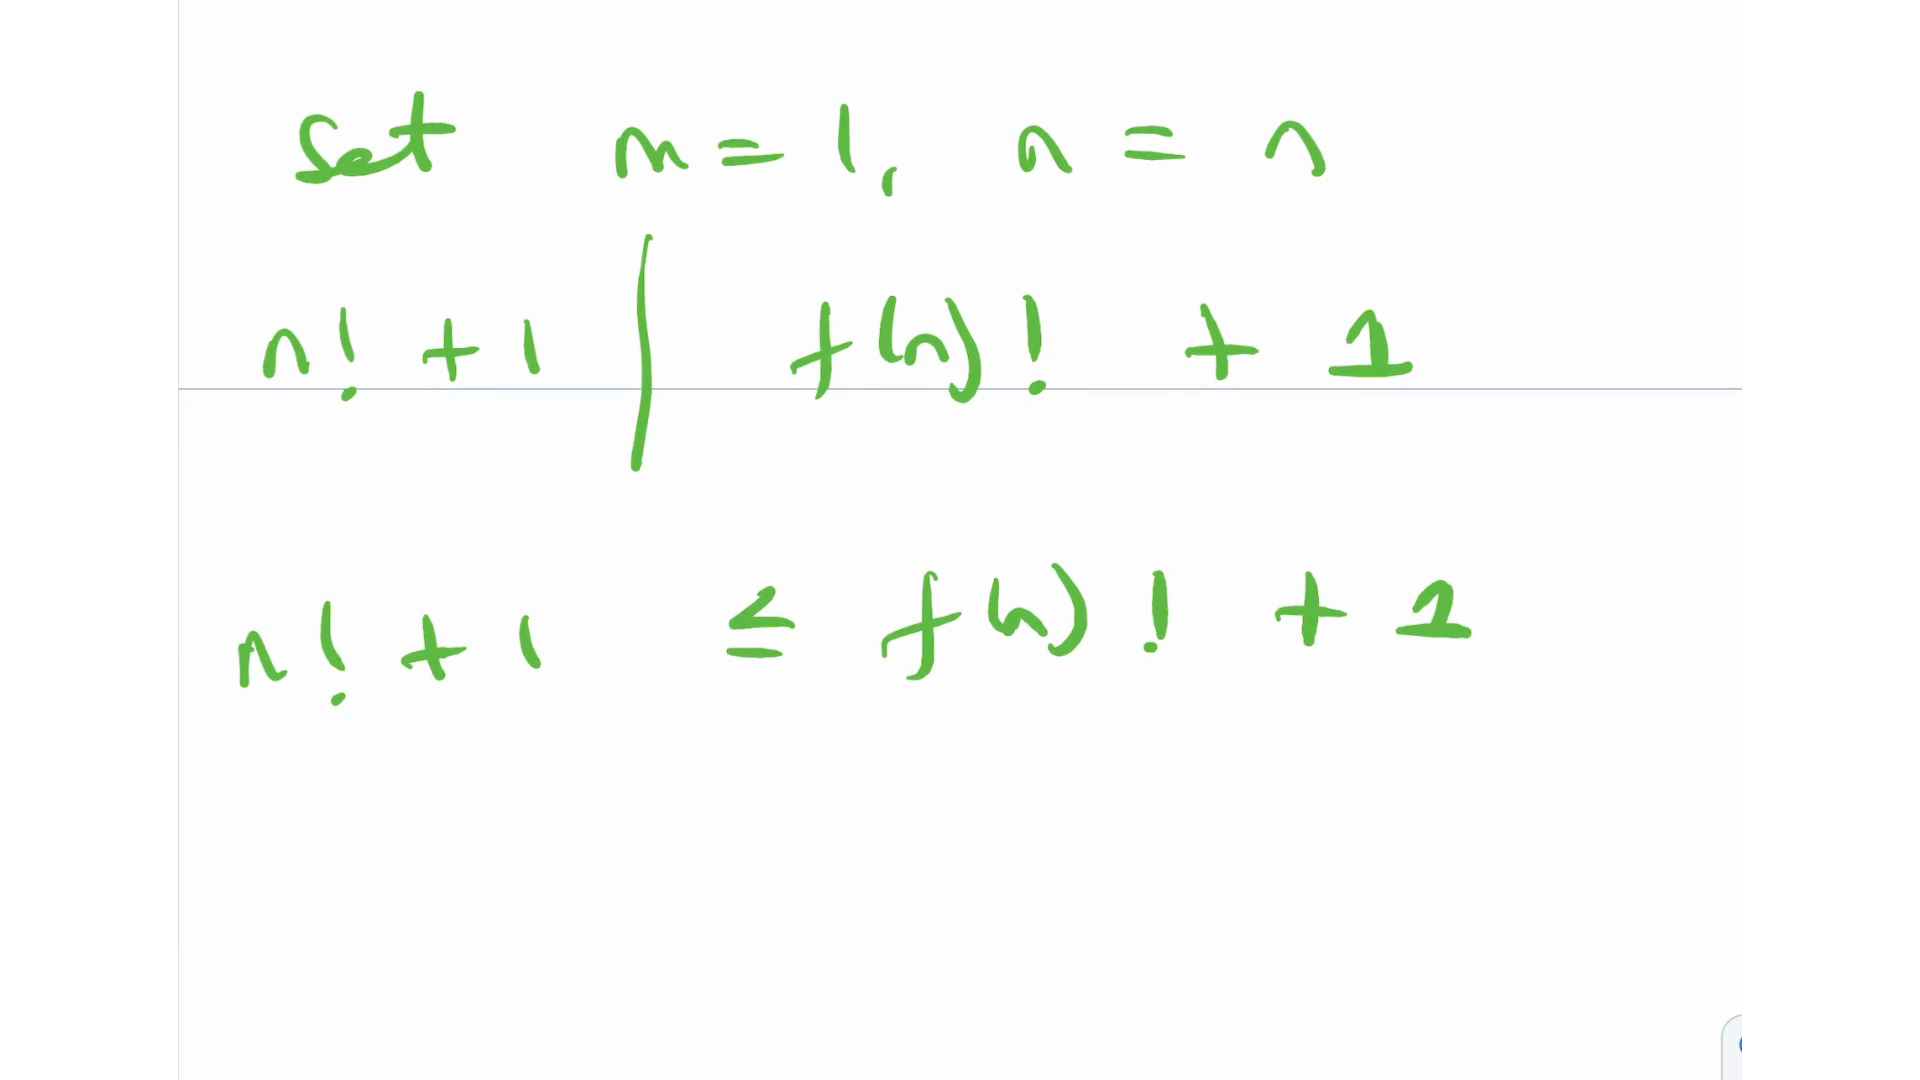 set m = 1, n = n
n! + 1 | f(n)! + 1
n! + 1 ≤ f(n)! + 1